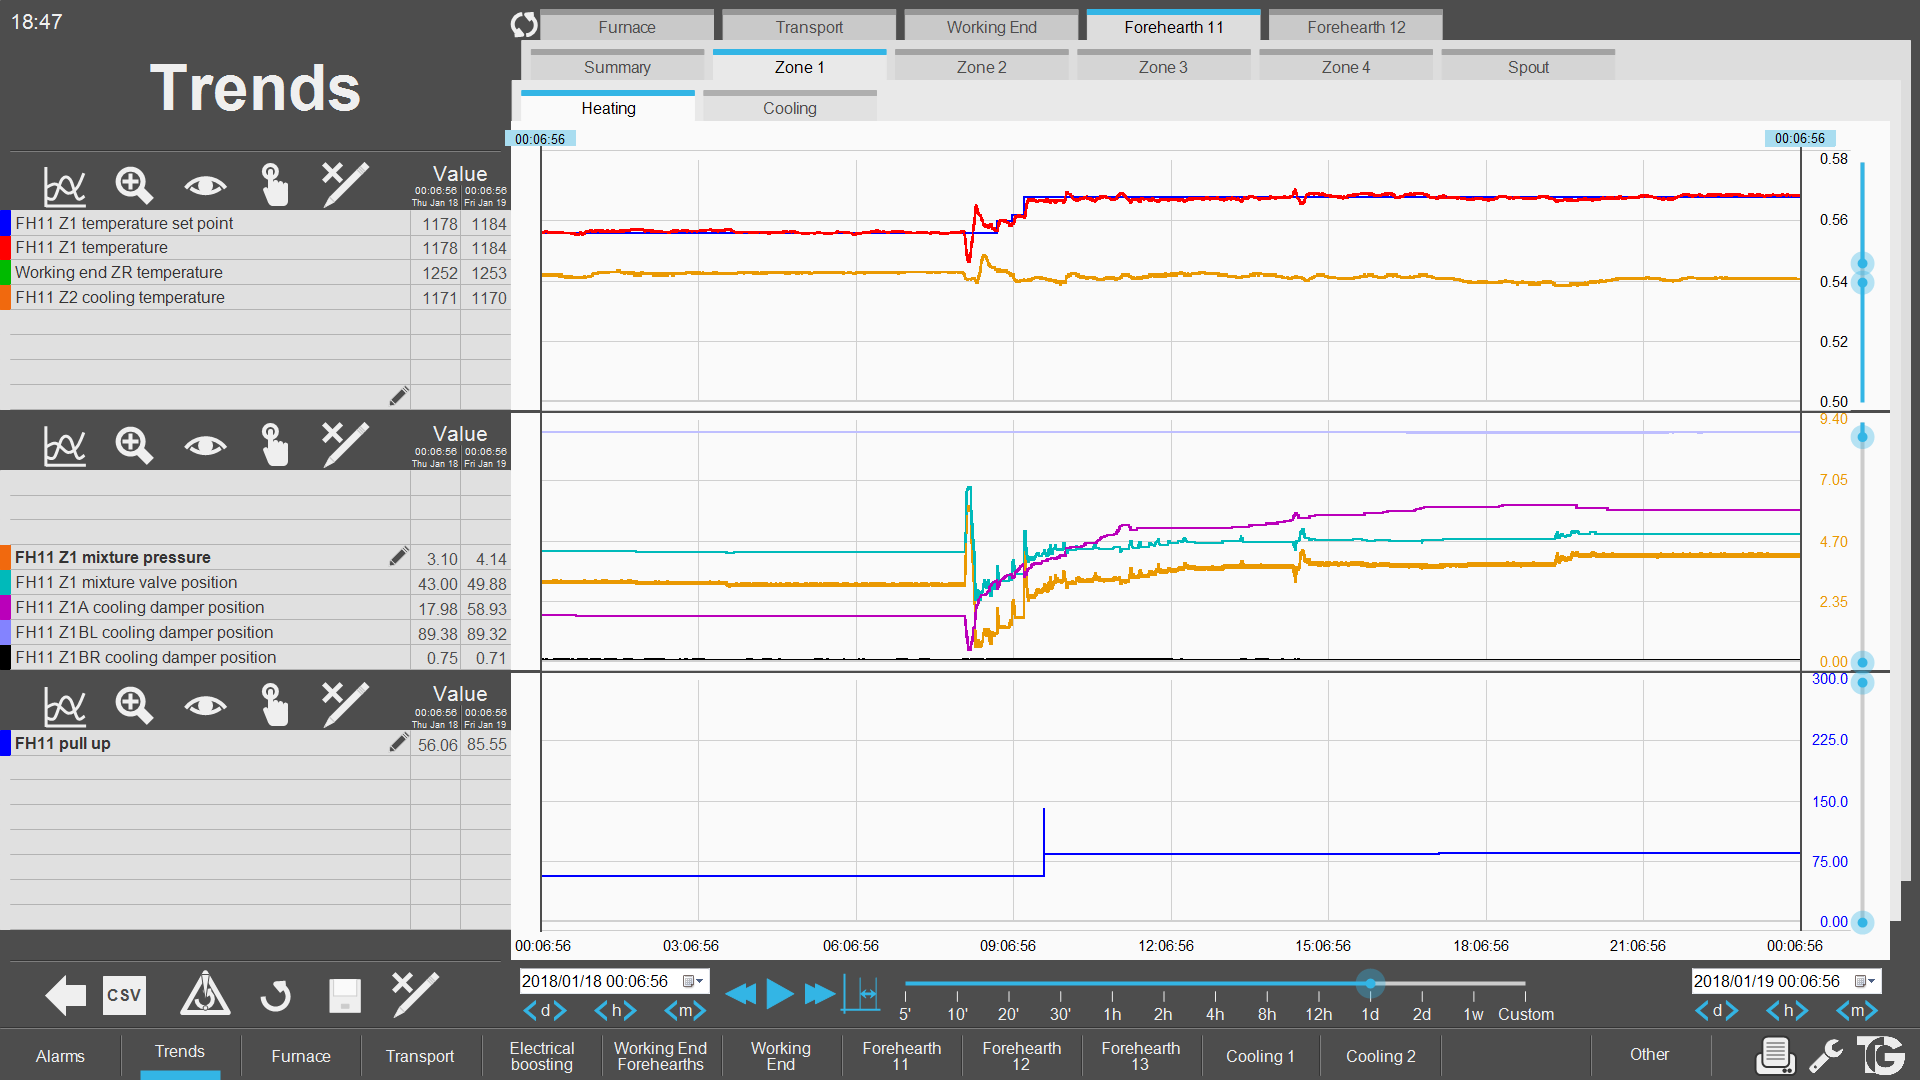 18:47
Trends
Furnace Transport Working End Forehearth 11 Forehearth 12
Summary Zone 1 Zone 2 Zone 3 Zone 4 Spout
Heating Cooling
00:06:56 00:06:56
Value
00:06:56 00:06:56
Thu Jan 18 Fri Jan 19
FH11 Z1 temperature set point 1178 1184
FH11 Z1 temperature 1178 1184
Working end ZR temperature 1252 1253
FH11 Z2 cooling temperature 1171 1170
0.58
0.56
0.54
0.52
0.50
Value
00:06:56 00:06:56
Thu Jan 18 Fri Jan 19
FH11 Z1 mixture pressure 3.10 4.14
FH11 Z1 mixture valve position 43.00 49.88
FH11 Z1A cooling damper position 17.98 58.93
FH11 Z1BL cooling damper position 89.38 89.32
FH11 Z1BR cooling damper position 0.75 0.71
9.40
7.05
4.70
2.35
0.00
Value
00:06:56 00:06:56
Thu Jan 18 Fri Jan 19
FH11 pull up 56.06 85.55
300.0
225.0
150.0
75.00
0.00
00:06:56 03:06:56 06:06:56 09:06:56 12:06:56 15:06:56 18:06:56 21:06:56 00:06:56
CSV
2018/01/18 00:06:56
d h m
5' 10' 20' 30' 1h 2h 4h 8h 12h 1d 2d 1w Custom
2018/01/19 00:06:56
d h m
Alarms
Trends
Furnace
Transport
Electrical
boosting
Working End
Forehearths
Working
End
Forehearth
11
Forehearth
12
Forehearth
13
Cooling 1
Cooling 2
Other
TG